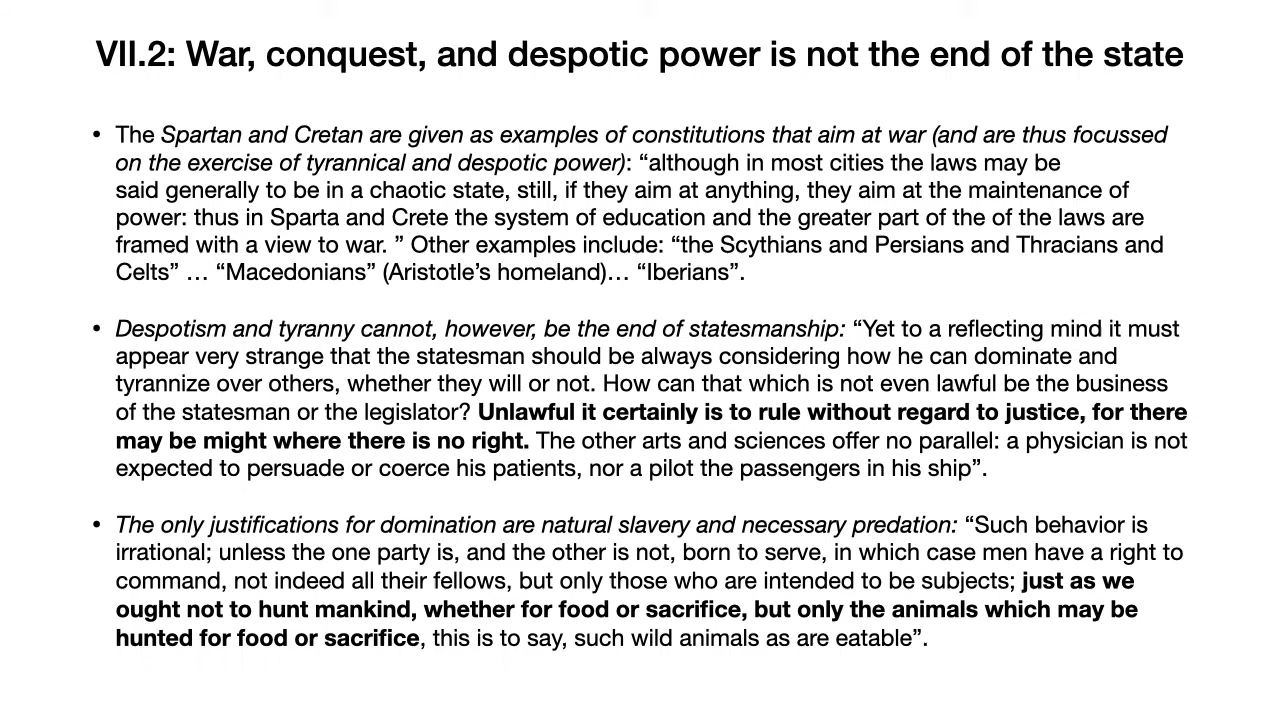 VII.2: War, conquest, and despotic power is not the end of the state
• The Spartan and Cretan are given as examples of constitutions that aim at war (and are thus focussed
on the exercise of tyrannical and despotic power): “although in most cities the laws may be
said generally to be in a chaotic state, still, if they aim at anything, they aim at the maintenance of
power: thus in Sparta and Crete the system of education and the greater part of the of the laws are
framed with a view to war. ” Other examples include: “the Scythians and Persians and Thracians and
Celts” … “Macedonians” (Aristotle’s homeland)… “Iberians”.
• Despotism and tyranny cannot, however, be the end of statesmanship: “Yet to a reflecting mind it must
appear very strange that the statesman should be always considering how he can dominate and
tyrannize over others, whether they will or not. How can that which is not even lawful be the business
of the statesman or the legislator? Unlawful it certainly is to rule without regard to justice, for there
may be might where there is no right. The other arts and sciences offer no parallel: a physician is not
expected to persuade or coerce his patients, nor a pilot the passengers in his ship”.
• The only justifications for domination are natural slavery and necessary predation: “Such behavior is
irrational; unless the one party is, and the other is not, born to serve, in which case men have a right to
command, not indeed all their fellows, but only those who are intended to be subjects; just as we
ought not to hunt mankind, whether for food or sacrifice, but only the animals which may be
hunted for food or sacrifice, this is to say, such wild animals as are eatable”.